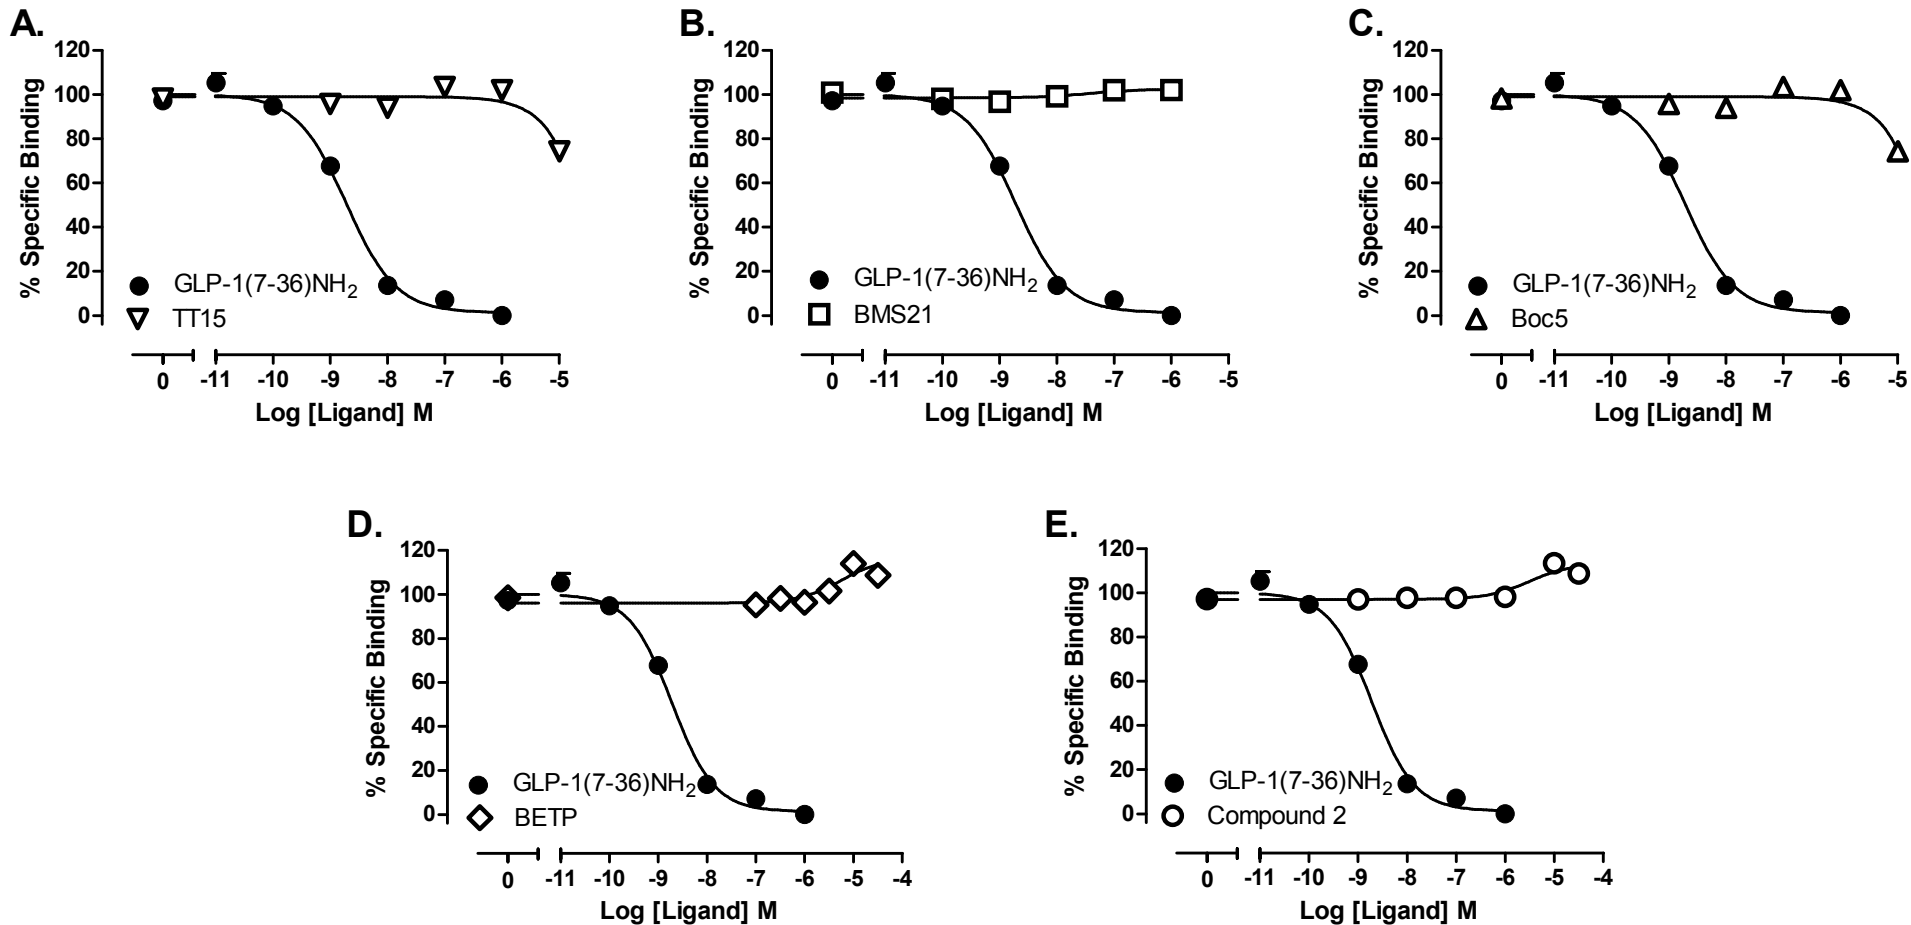 A.
120
100
80
60
40
20
0
% Specific Binding
GLP-1(7-36)NH2
TT15
0 -11 -10 -9 -8 -7 -6 -5
Log [Ligand] M
B.
120
100
80
60
40
20
0
% Specific Binding
GLP-1(7-36)NH2
BMS21
0 -11 -10 -9 -8 -7 -6 -5
Log [Ligand] M
C.
120
100
80
60
40
20
0
% Specific Binding
GLP-1(7-36)NH2
Boc5
0 -11 -10 -9 -8 -7 -6 -5
Log [Ligand] M
D.
120
100
80
60
40
20
0
% Specific Binding
GLP-1(7-36)NH2
BETP
0 -11 -10 -9 -8 -7 -6 -5 -4
Log [Ligand] M
E.
120
100
80
60
40
20
0
% Specific Binding
GLP-1(7-36)NH2
Compound 2
0 -11 -10 -9 -8 -7 -6 -5 -4
Log [Ligand] M